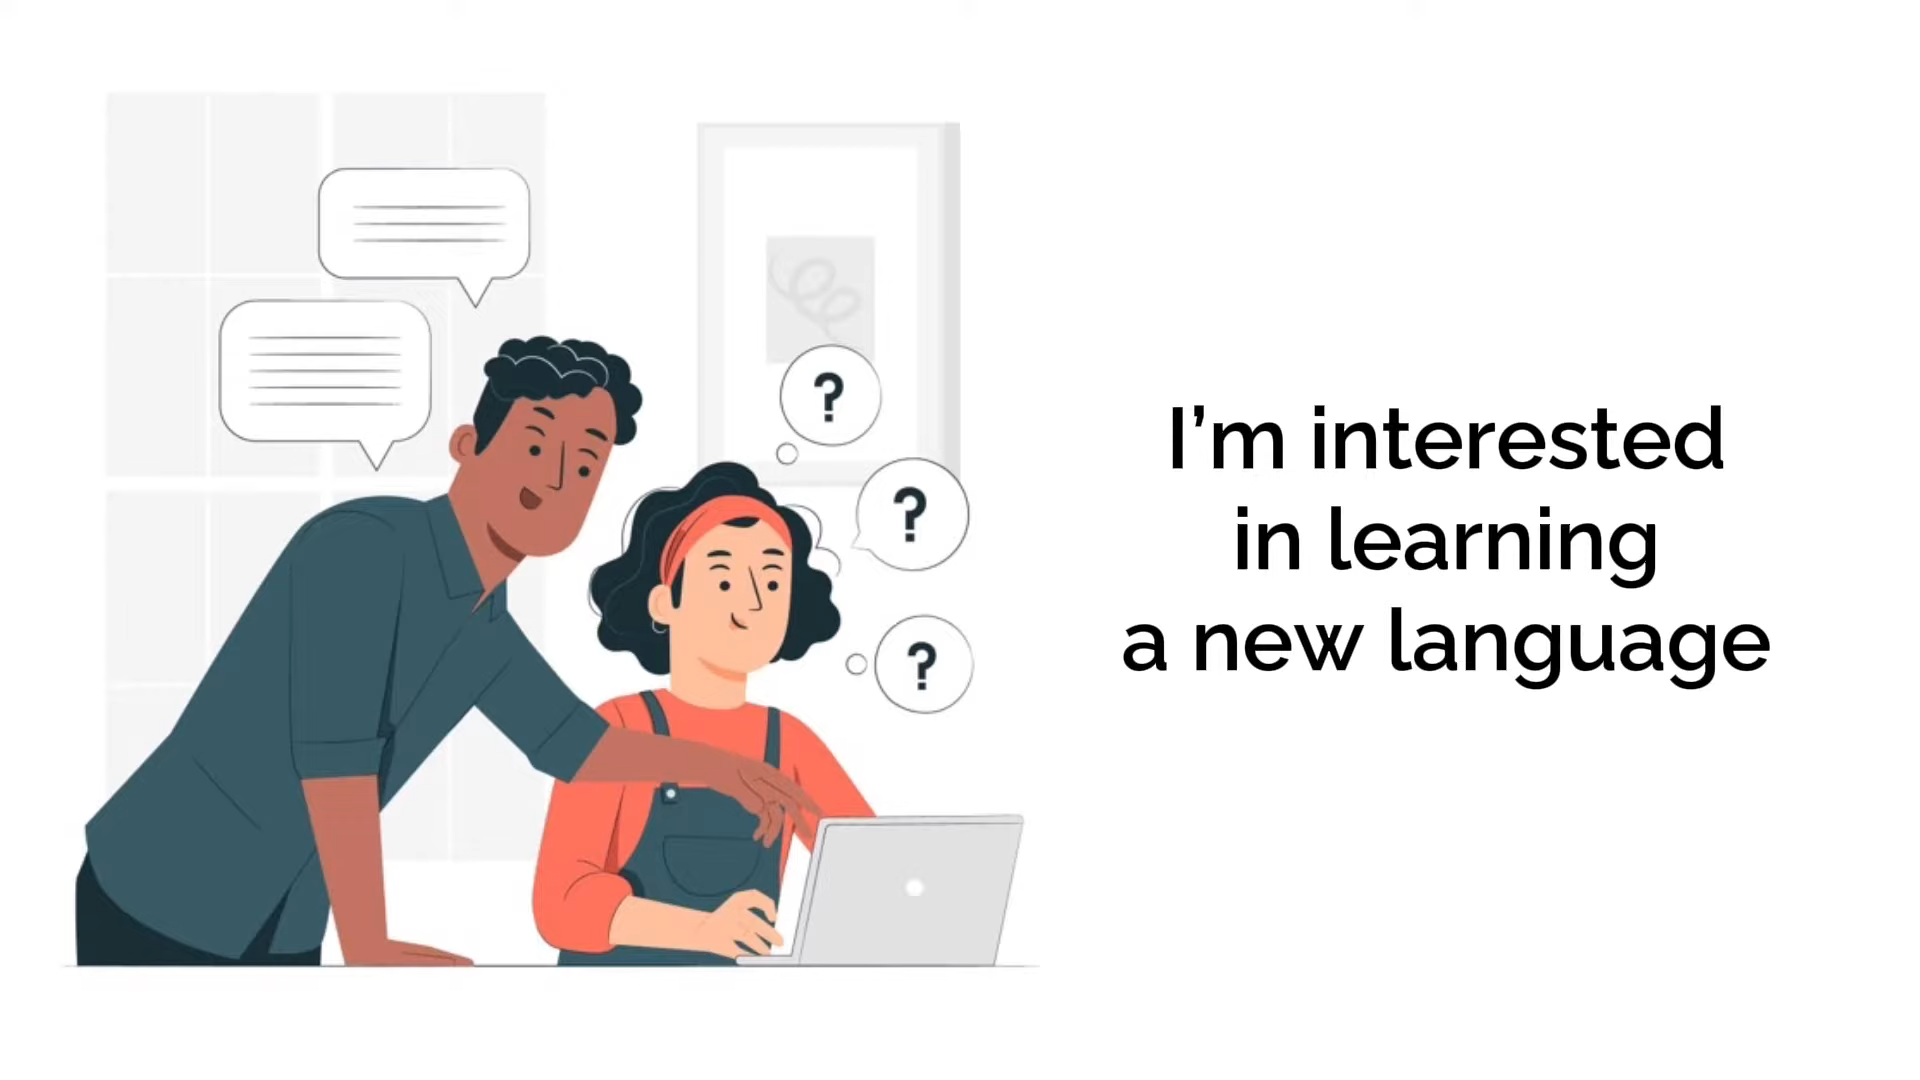 ?
?
?
I’m interested
in learning
a new language